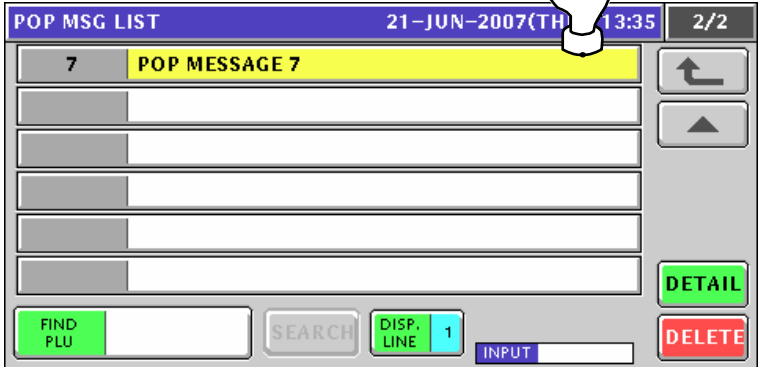 POP MSG LIST 21-JUN-2007(TH 13:35 2/2
7 POP MESSAGE 7
DETAIL
FIND PLU
SEARCH
DISP. LINE 1
INPUT
DELETE